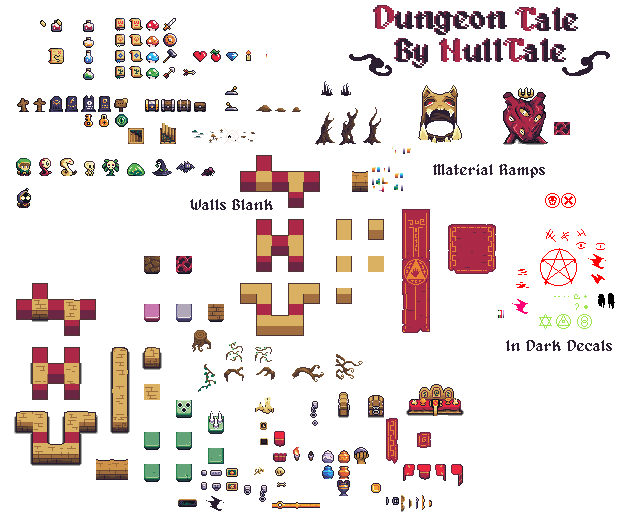 Dungeon Tale
By NullTale
Material Ramps
Walls Blank
In Dark Decals